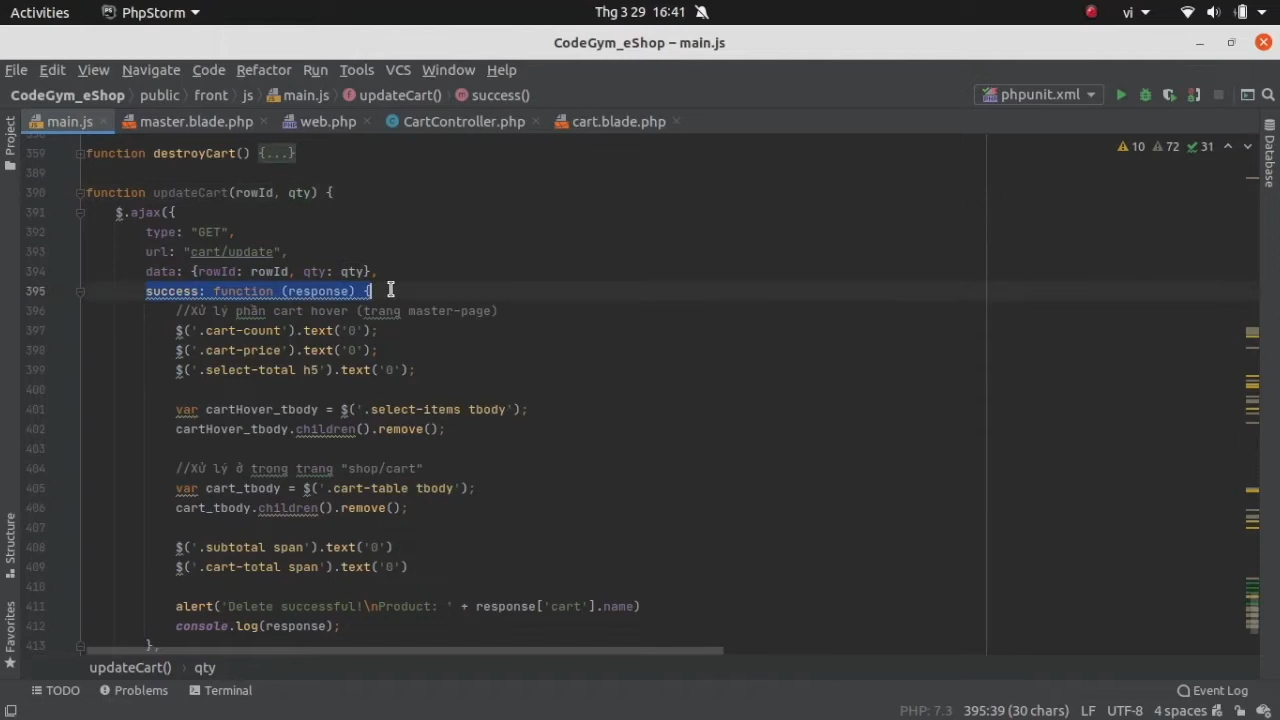 Activities PhpStorm Thg 3 29 16:41 vi
CodeGym_eShop – main.js
File Edit View Navigate Code Refactor Run Tools VCS Window Help
CodeGym_eShop public front js main.js updateCart() success() phpunit.xml
main.js master.blade.php web.php CartController.php cart.blade.php
Project
Database
Structure
Favorites
10 72 31
359 function destroyCart() {...}
389
390 function updateCart(rowId, qty) {
391 $.ajax({
392 type: "GET",
393 url: "cart/update",
394 data: {rowId: rowId, qty: qty},
395 success: function (response) {
396 //Xử lý phần cart hover (trang master-page)
397 $('.cart-count').text('0');
398 $('.cart-price').text('0');
399 $('.select-total h5').text('0');
400
401 var cartHover_tbody = $('.select-items tbody');
402 cartHover_tbody.children().remove();
403
404 //Xử lý ở trong trang "shop/cart"
405 var cart_tbody = $('.cart-table tbody');
406 cart_tbody.children().remove();
407
408 $('.subtotal span').text('0')
409 $('.cart-total span').text('0')
410
411 alert('Delete successful!\nProduct: ' + response['cart'].name)
412 console.log(response);
413 },
updateCart() qty
TODO Problems Terminal Event Log
PHP: 7.3 395:39 (30 chars) LF UTF-8 4 spaces